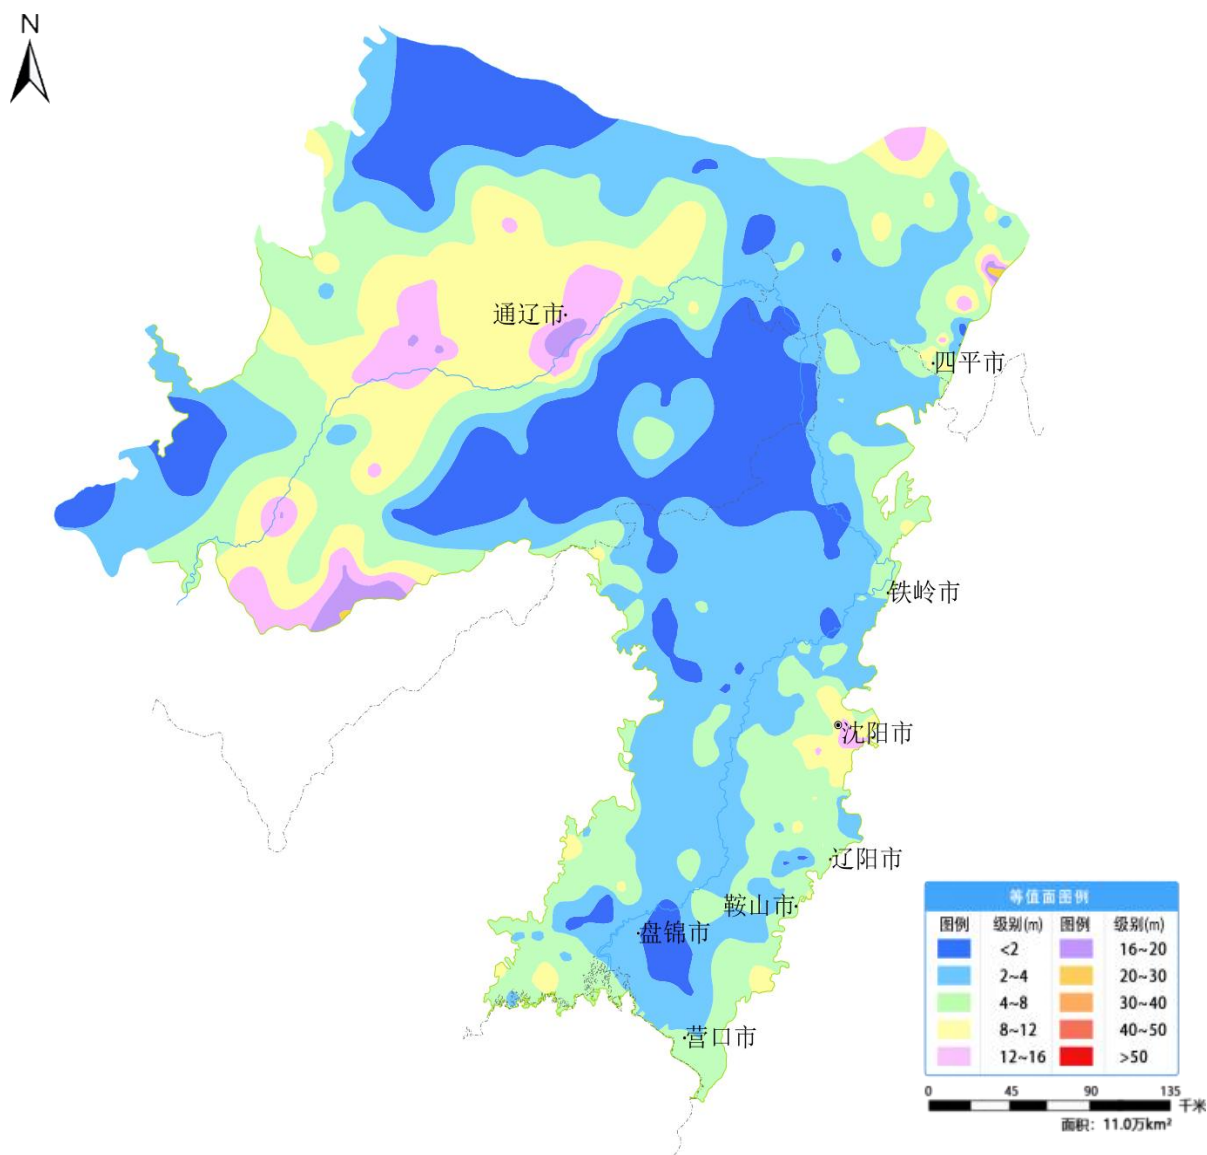 N
通辽市
四平市
铁岭市
沈阳市
辽阳市
鞍山市
盘锦市
营口市
等值面图例
图例 级别(m) 图例 级别(m)
<2 16~20
2~4 20~30
4~8 30~40
8~12 40~50
12~16 >50
0 45 90 135 千米
面积: 11.0万km²